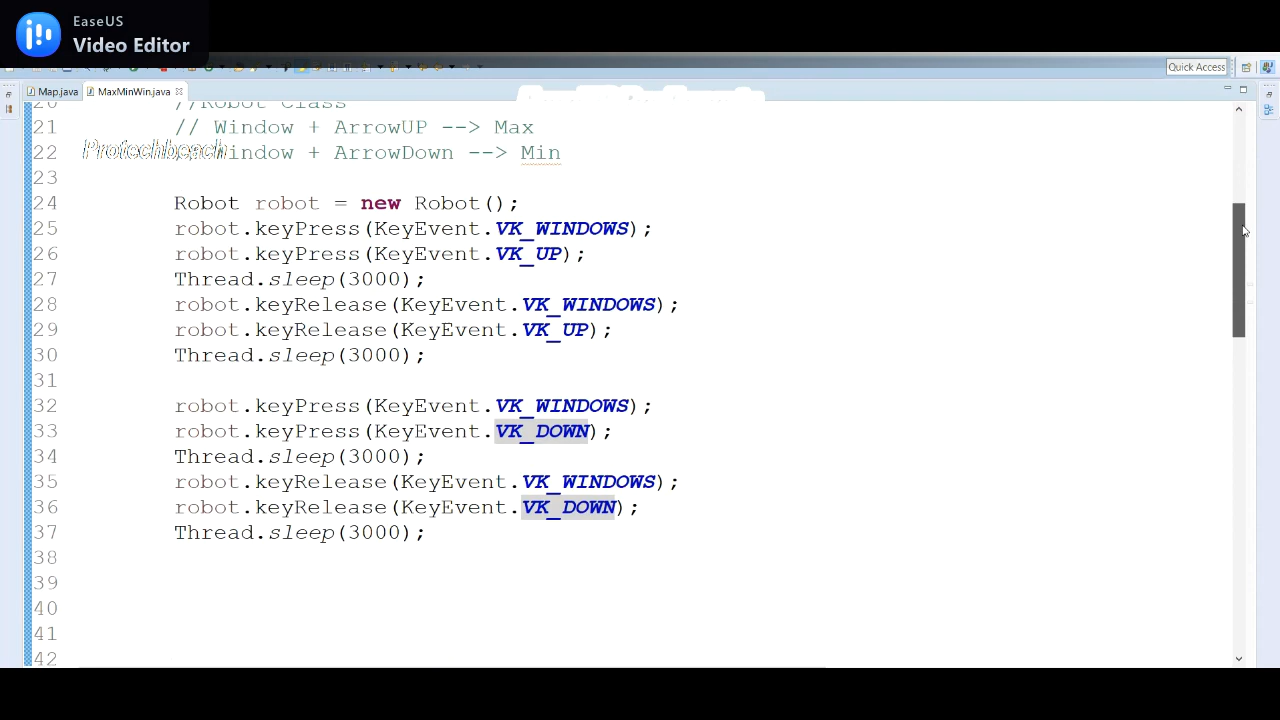 EaseUS
Video Editor
Quick Access
Map.java
MaxMinWin.java
20 //Robot Class
21 // Window + ArrowUP --> Max
22 // Window + ArrowDown --> Min
Protechbeach
23
24 Robot robot = new Robot();
25 robot.keyPress(KeyEvent.VK_WINDOWS);
26 robot.keyPress(KeyEvent.VK_UP);
27 Thread.sleep(3000);
28 robot.keyRelease(KeyEvent.VK_WINDOWS);
29 robot.keyRelease(KeyEvent.VK_UP);
30 Thread.sleep(3000);
31
32 robot.keyPress(KeyEvent.VK_WINDOWS);
33 robot.keyPress(KeyEvent.VK_DOWN);
34 Thread.sleep(3000);
35 robot.keyRelease(KeyEvent.VK_WINDOWS);
36 robot.keyRelease(KeyEvent.VK_DOWN);
37 Thread.sleep(3000);
38
39
40
41
42